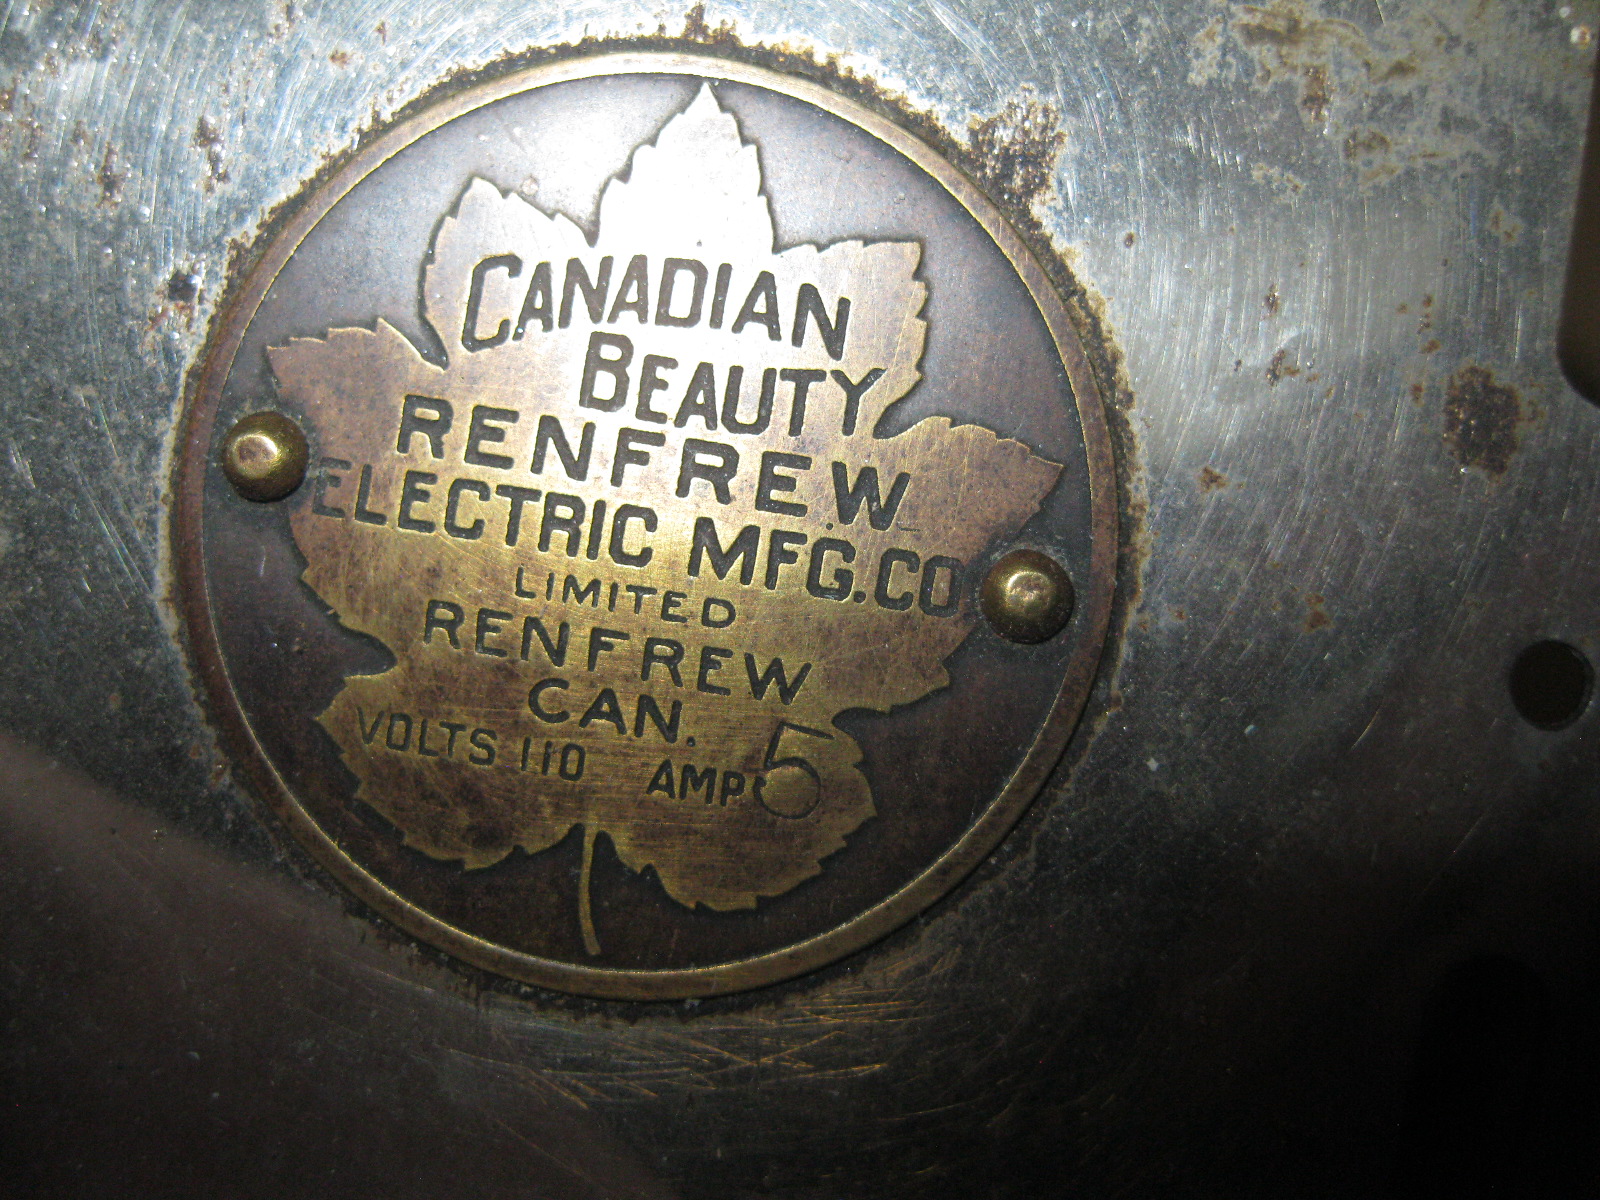 CANADIAN
BEAUTY
RENFREW
ELECTRIC MFG.CO
LIMITED
RENFREW
CAN.
VOLTS 110 AMP 5